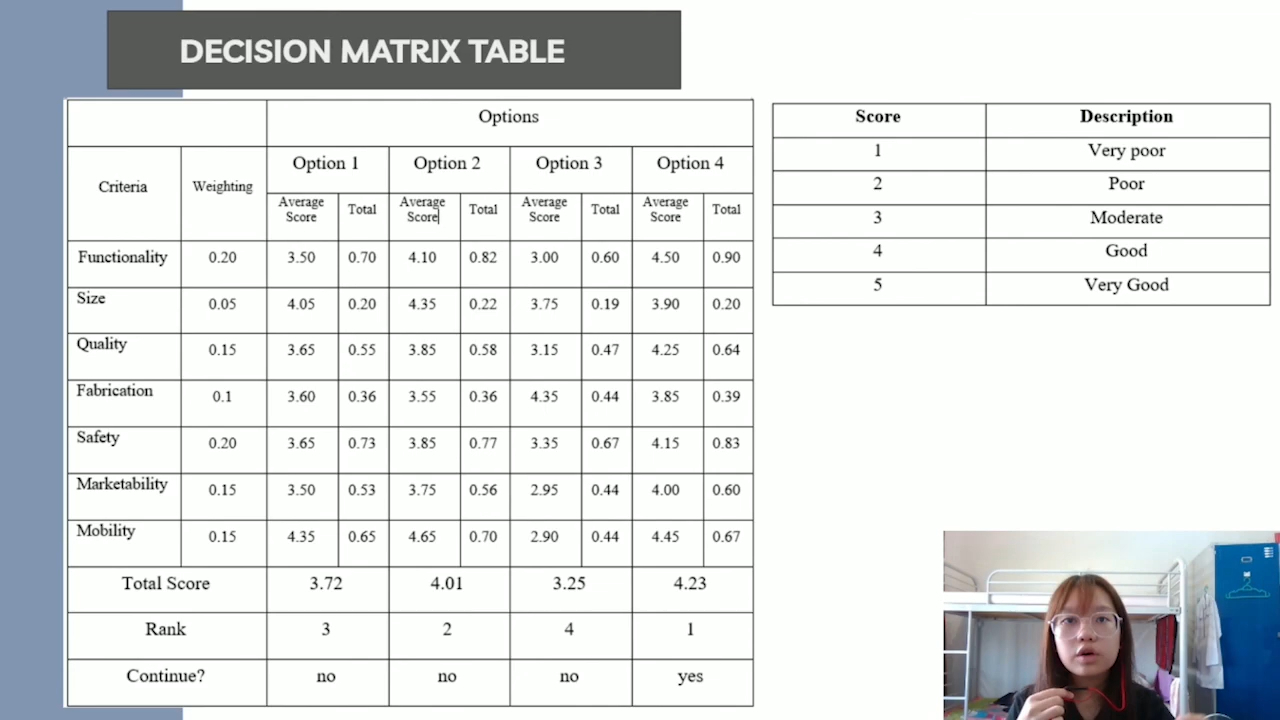 DECISION MATRIX TABLE
Options
Criteria Weighting Option 1 Option 2 Option 3 Option 4
Average Score Total Average Score Total Average Score Total Average Score Total
Functionality 0.20 3.50 0.70 4.10 0.82 3.00 0.60 4.50 0.90
Size 0.05 4.05 0.20 4.35 0.22 3.75 0.19 3.90 0.20
Quality 0.15 3.65 0.55 3.85 0.58 3.15 0.47 4.25 0.64
Fabrication 0.1 3.60 0.36 3.55 0.36 4.35 0.44 3.85 0.39
Safety 0.20 3.65 0.73 3.85 0.77 3.35 0.67 4.15 0.83
Marketability 0.15 3.50 0.53 3.75 0.56 2.95 0.44 4.00 0.60
Mobility 0.15 4.35 0.65 4.65 0.70 2.90 0.44 4.45 0.67
Total Score 3.72 4.01 3.25 4.23
Rank 3 2 4 1
Continue? no no no yes
Score Description
1 Very poor
2 Poor
3 Moderate
4 Good
5 Very Good